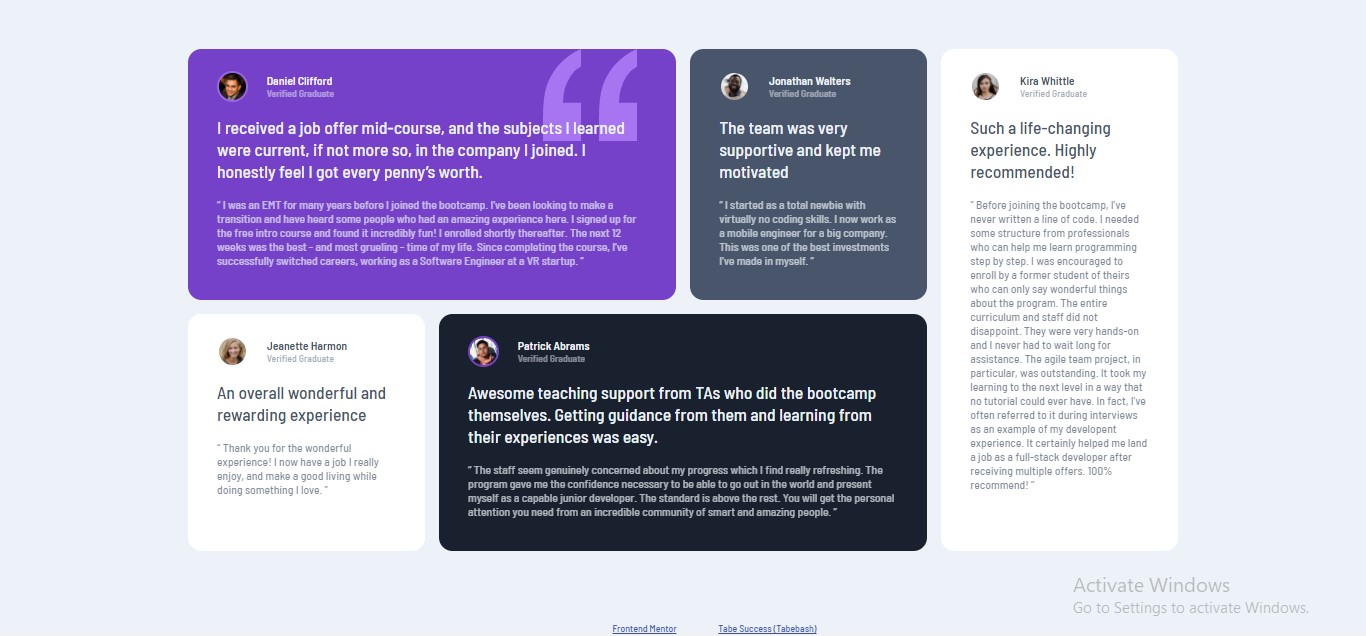 Daniel Clifford
Verified Graduate
I received a job offer mid-course, and the subjects I learned
were current, if not more so, in the company I joined. I
honestly feel I got every penny’s worth.
“ I was an EMT for many years before I joined the bootcamp. I’ve been looking to make a
transition and have heard some people who had an amazing experience here. I signed up for
the free intro course and found it incredibly fun! I enrolled shortly thereafter. The next 12
weeks was the best - and most grueling - time of my life. Since completing the course, I’ve
successfully switched careers, working as a Software Engineer at a VR startup. ”
Jonathan Walters
Verified Graduate
The team was very
supportive and kept me
motivated
“ I started as a total newbie with
virtually no coding skills. I now work as
a mobile engineer for a big company.
This was one of the best investments
I’ve made in myself. ”
Kira Whittle
Verified Graduate
Such a life-changing
experience. Highly
recommended!
“ Before joining the bootcamp, I’ve
never written a line of code. I needed
some structure from professionals
who can help me learn programming
step by step. I was encouraged to
enroll by a former student of theirs
who can only say wonderful things
about the program. The entire
curriculum and staff did not
disappoint. They were very hands-on
and I never had to wait long for
assistance. The agile team project, in
particular, was outstanding. It took my
learning to the next level in a way that
no tutorial could ever have. In fact, I’ve
often referred to it during interviews
as an example of my developent
experience. It certainly helped me land
a job as a full-stack developer after
receiving multiple offers. 100%
recommend! ”
Jeanette Harmon
Verified Graduate
An overall wonderful and
rewarding experience
“ Thank you for the wonderful
experience! I now have a job I really
enjoy, and make a good living while
doing something I love. ”
Patrick Abrams
Verified Graduate
Awesome teaching support from TAs who did the bootcamp
themselves. Getting guidance from them and learning from
their experiences was easy.
“ The staff seem genuinely concerned about my progress which I find really refreshing. The
program gave me the confidence necessary to be able to go out in the world and present
myself as a capable junior developer. The standard is above the rest. You will get the personal
attention you need from an incredible community of smart and amazing people. ”
Activate Windows
Go to Settings to activate Windows.
Frontend Mentor
Tabe Success (Tabebash)